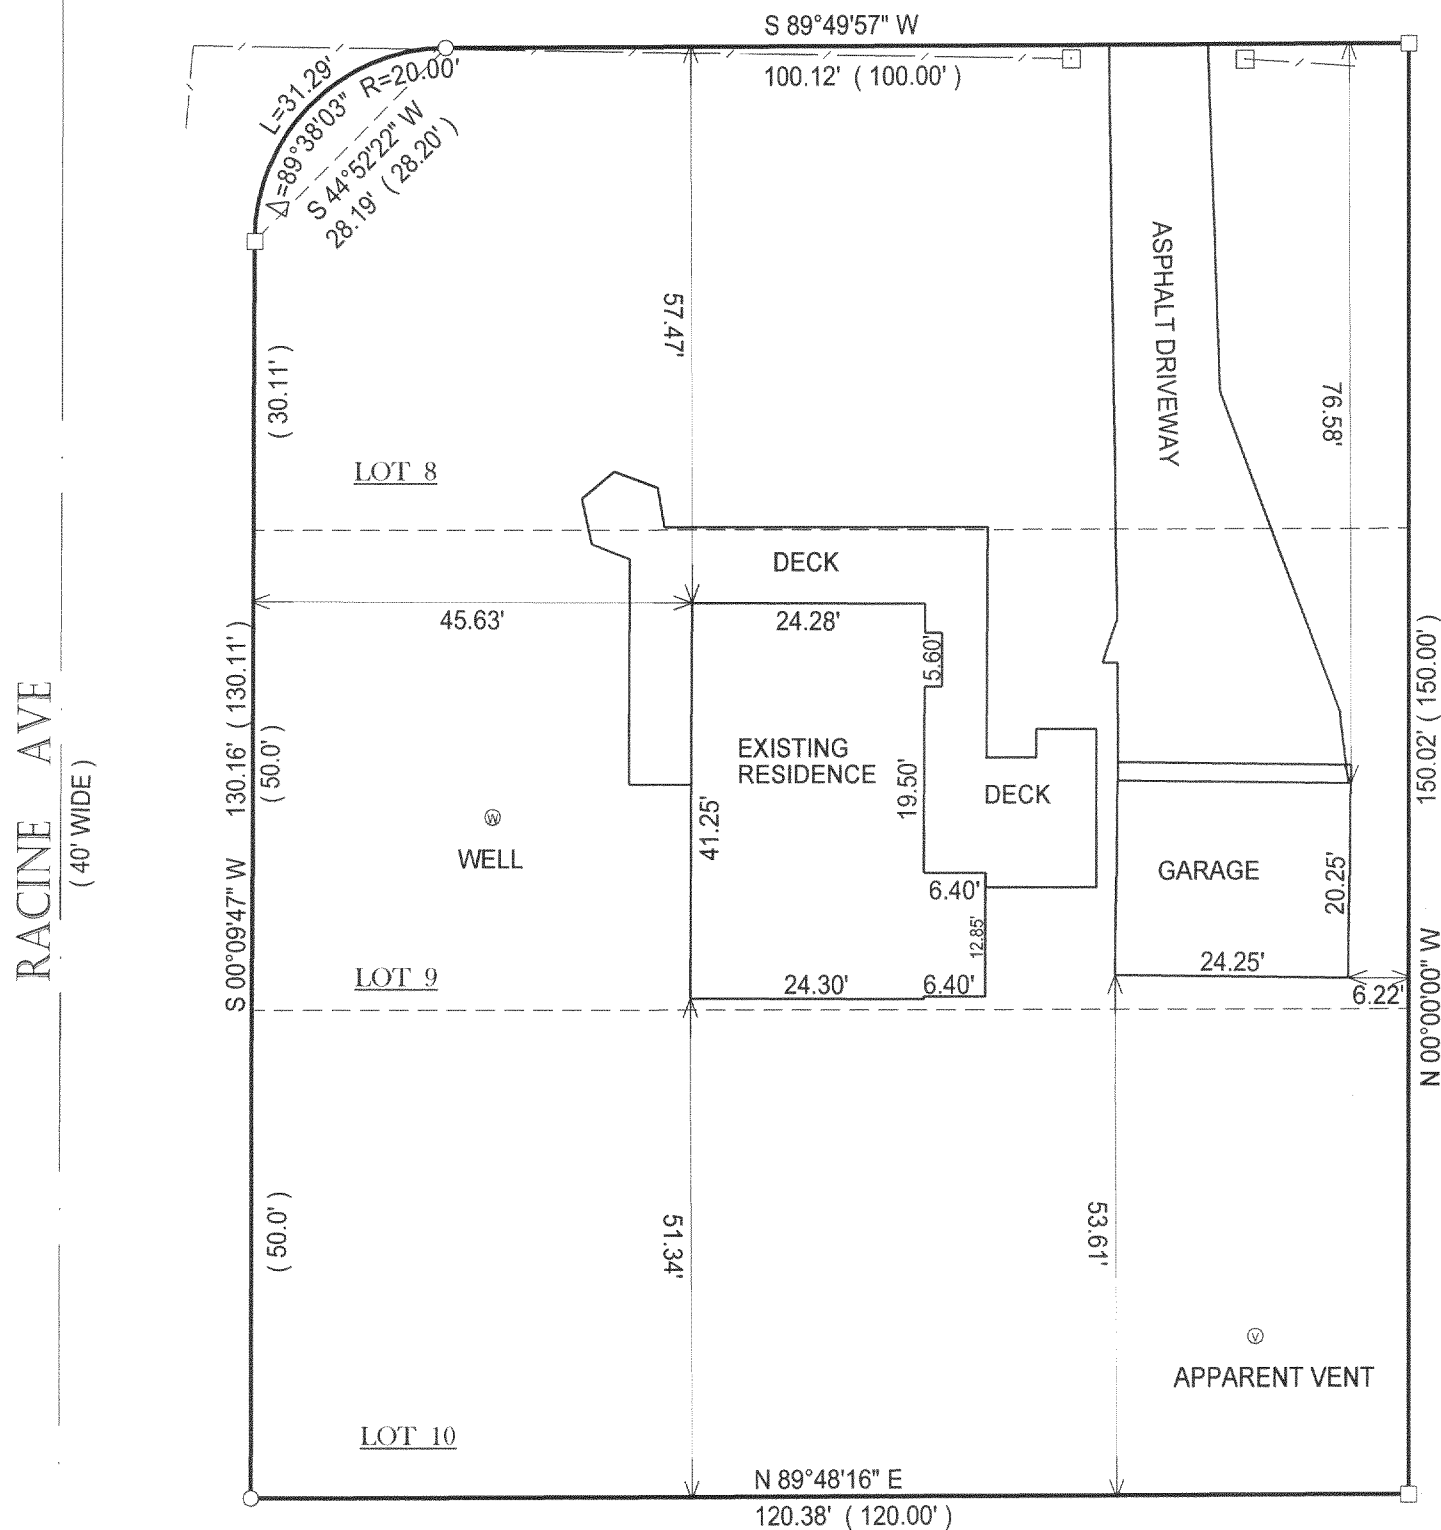 S 89°49'57" W
100.12' ( 100.00' )
L=31.29'
R=20.00'
Δ=89°38'03"
S 44°52'22" W
28.19' ( 28.20' )
57.47'
ASPHALT DRIVEWAY
76.58'
( 30.11' )
LOT 8
DECK
45.63'
24.28'
5.60'
RACINE AVE
( 40' WIDE )
S 00°09'47" W 130.16' ( 130.11' )
( 50.0' )
EXISTING
RESIDENCE
19.50'
DECK
41.25'
W
WELL
GARAGE
20.25'
6.40'
12.85'
LOT 9
24.30'
6.40'
24.25'
6.22'
N 00°00'00" W 150.02' ( 150.00' )
( 50.0' )
51.34'
53.61'
V
APPARENT VENT
LOT 10
N 89°48'16" E
120.38' ( 120.00' )